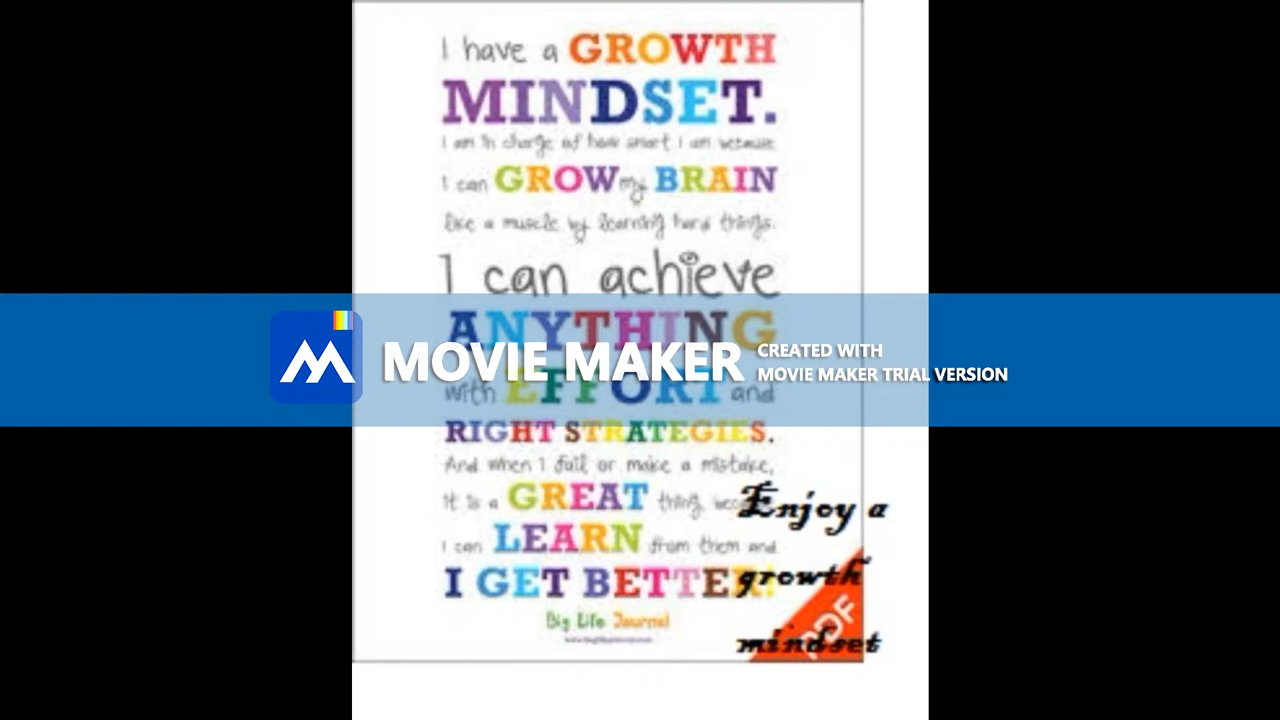 I have a GROWTH
MINDSET.
I am in charge of how smart I am because
I can GROW my BRAIN
like a muscle by learning hard things.
I can achieve
ANYTHING
MOVIE MAKER
CREATED WITH
MOVIE MAKER TRIAL VERSION
with EFFORT and
RIGHT STRATEGIES.
And when I fail or make a mistake,
it is a GREAT thing
I can LEARN from them and
I GET BETTER!
Big Life Journal
Enjoy a
growth
mindset
PDF